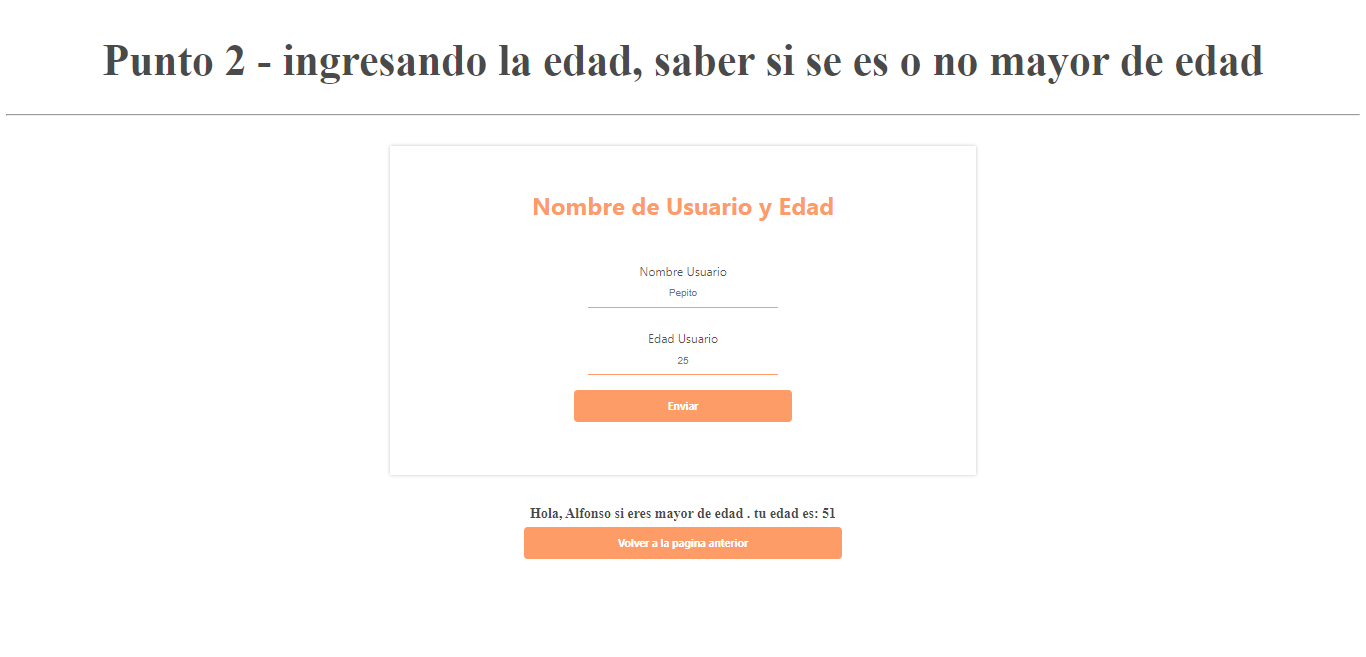 Punto 2 - ingresando la edad, saber si se es o no mayor de edad
Nombre de Usuario y Edad
Nombre Usuario
Pepito
Edad Usuario
25
Enviar
Hola, Alfonso si eres mayor de edad . tu edad es: 51
Volver a la pagina anterior